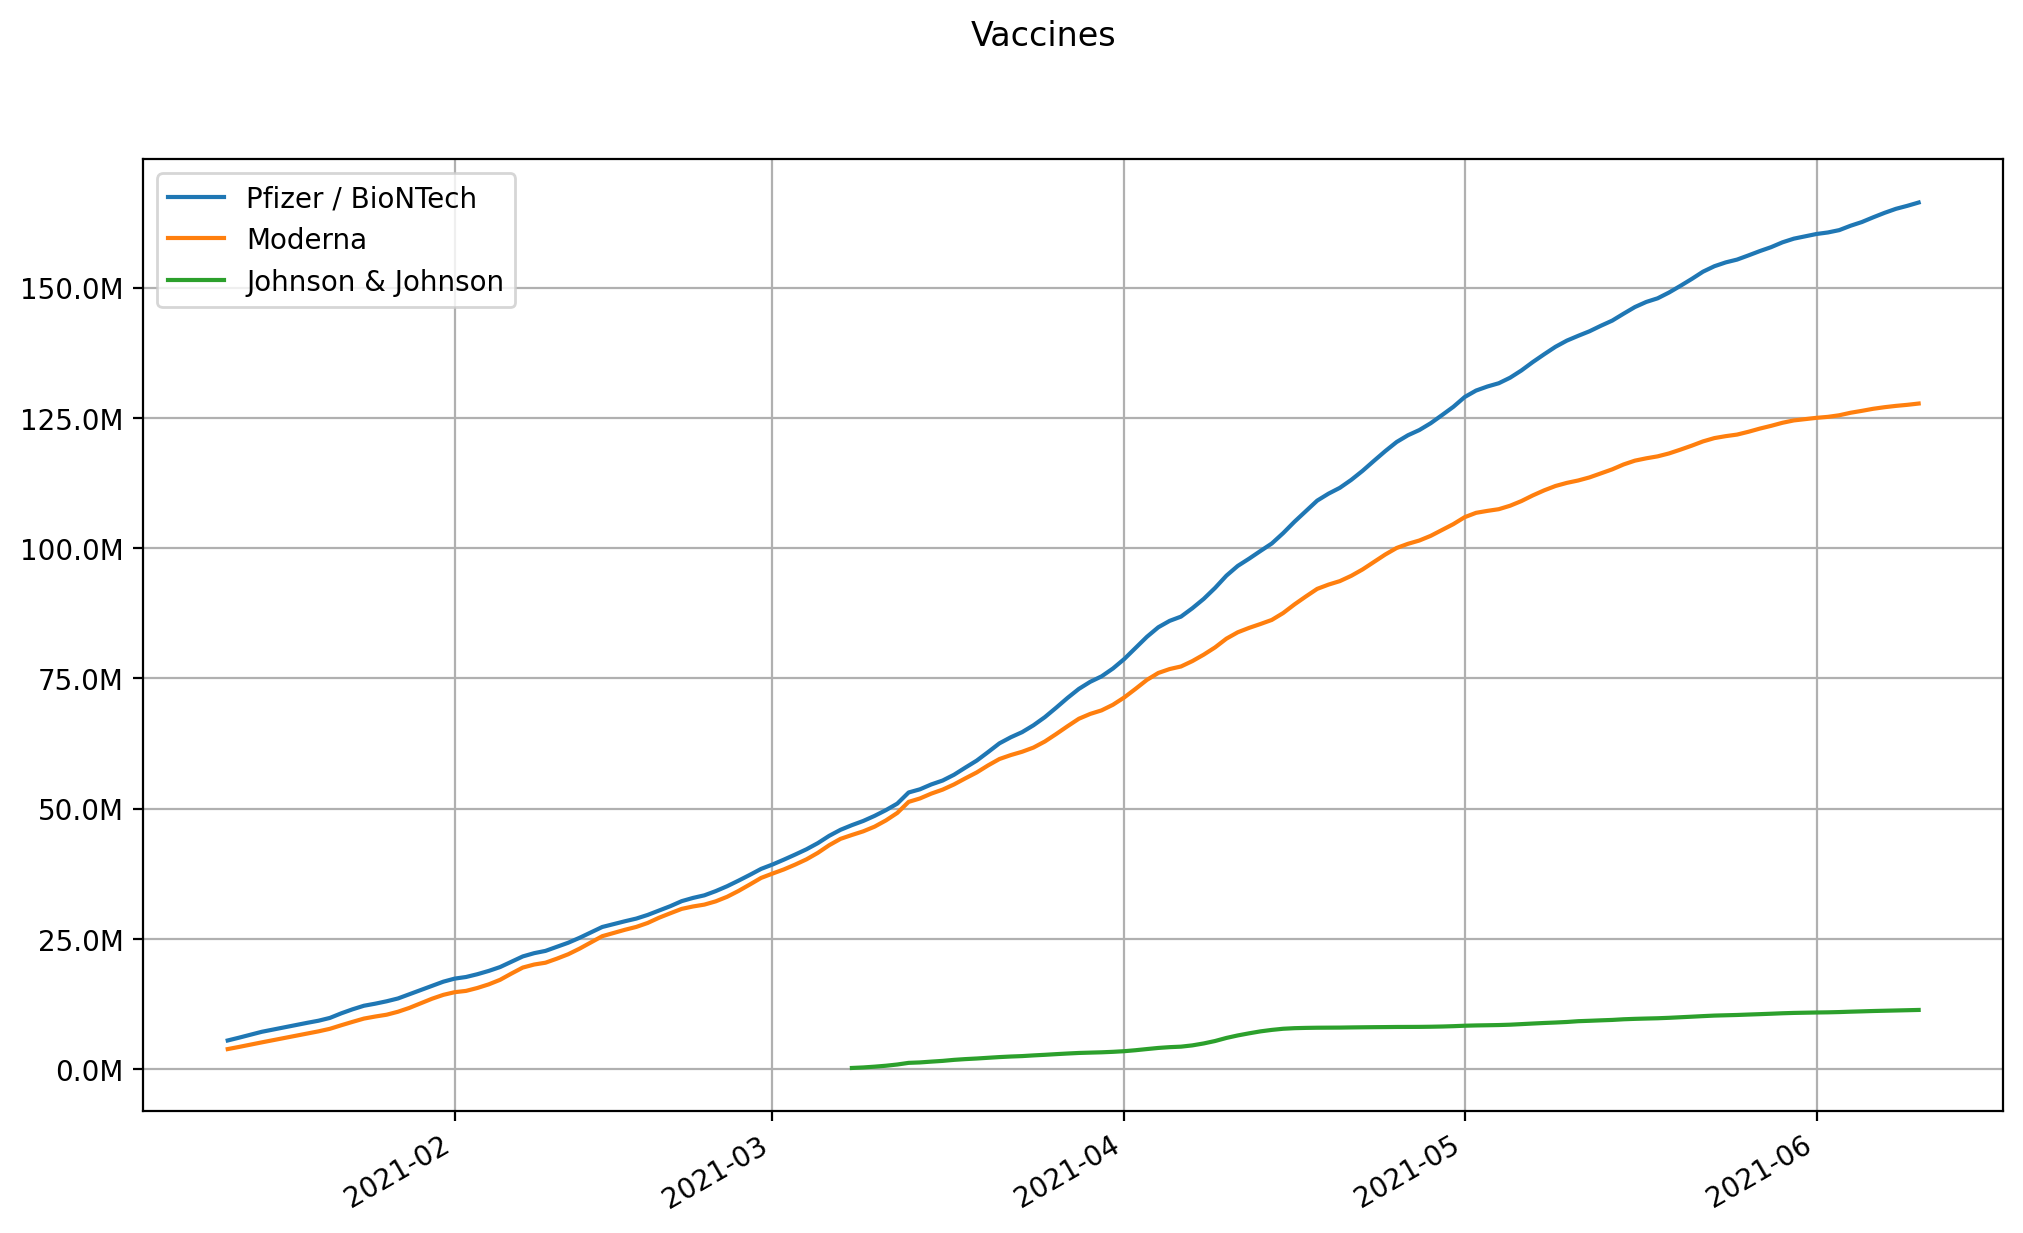 Vaccines
Pfizer / BioNTech
Moderna
Johnson & Johnson
150.0M
125.0M
100.0M
75.0M
50.0M
25.0M
0.0M
2021-02
2021-03
2021-04
2021-05
2021-06